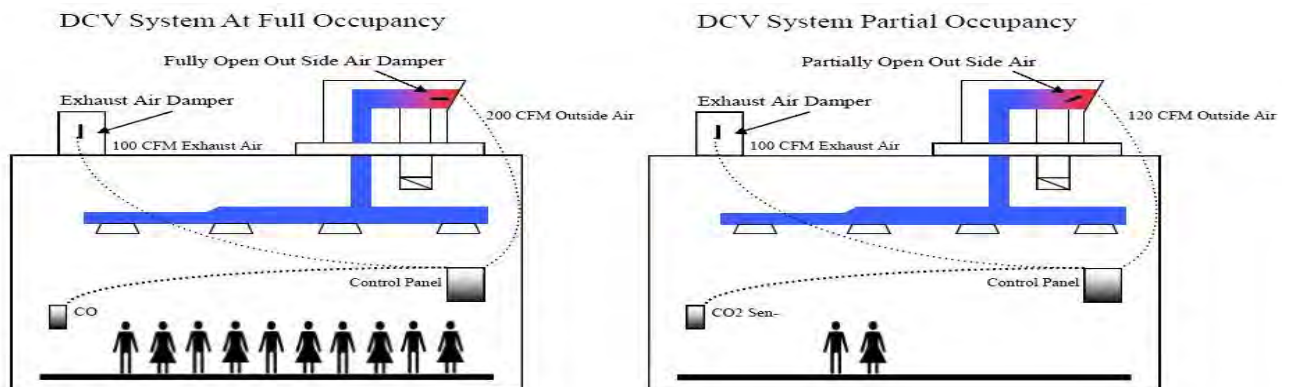 DCV System At Full Occupancy
Fully Open Out Side Air Damper
Exhaust Air Damper
200 CFM Outside Air
100 CFM Exhaust Air
Control Panel
CO
DCV System Partial Occupancy
Partially Open Out Side Air
Exhaust Air Damper
120 CFM Outside Air
100 CFM Exhaust Air
Control Panel
CO2 Sen-